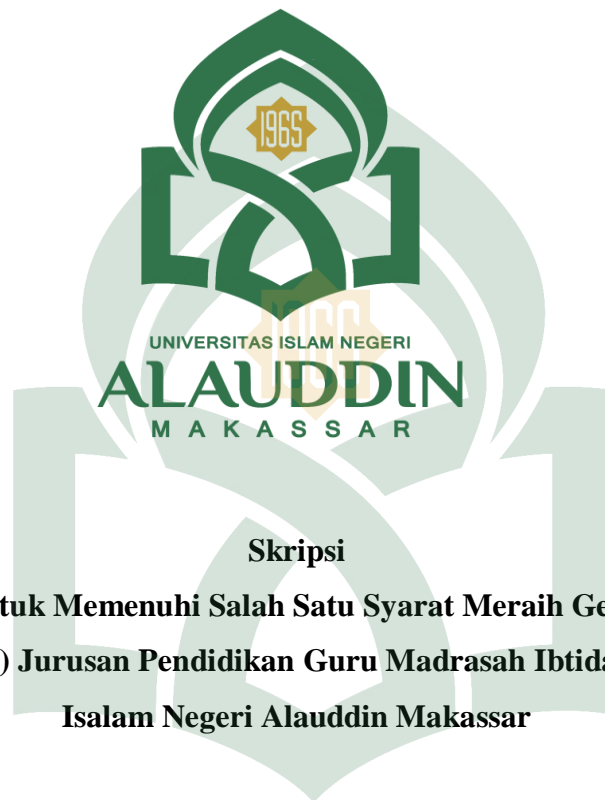 1965
UNIVERSITAS ISLAM NEGERI
ALAUDDIN
MAKASSAR
1965
Skripsi
tuk Memenuhi Salah Satu Syarat Meraih Ge
) Jurusan Pendidikan Guru Madrasah Ibtida
Isalam Negeri Alauddin Makassar